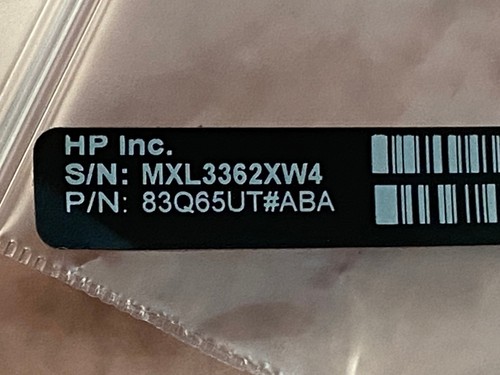 HP Inc.
S/N: MXL3362XW4
P/N: 83Q65UT#ABA